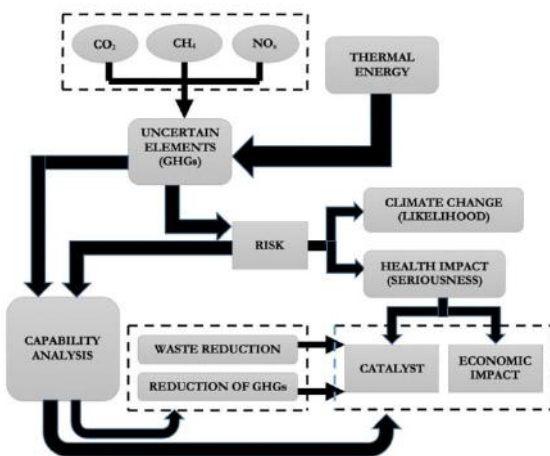 CO₂
CH₄
NOₓ
THERMAL
ENERGY
UNCERTAIN
ELEMENTS
(GHGs)
CLIMATE CHANGE
(LIKELIHOOD)
RISK
HEALTH IMPACT
(SERIOUSNESS)
CAPABILITY
ANALYSIS
WASTE REDUCTION
REDUCTION OF GHGs
CATALYST
ECONOMIC
IMPACT